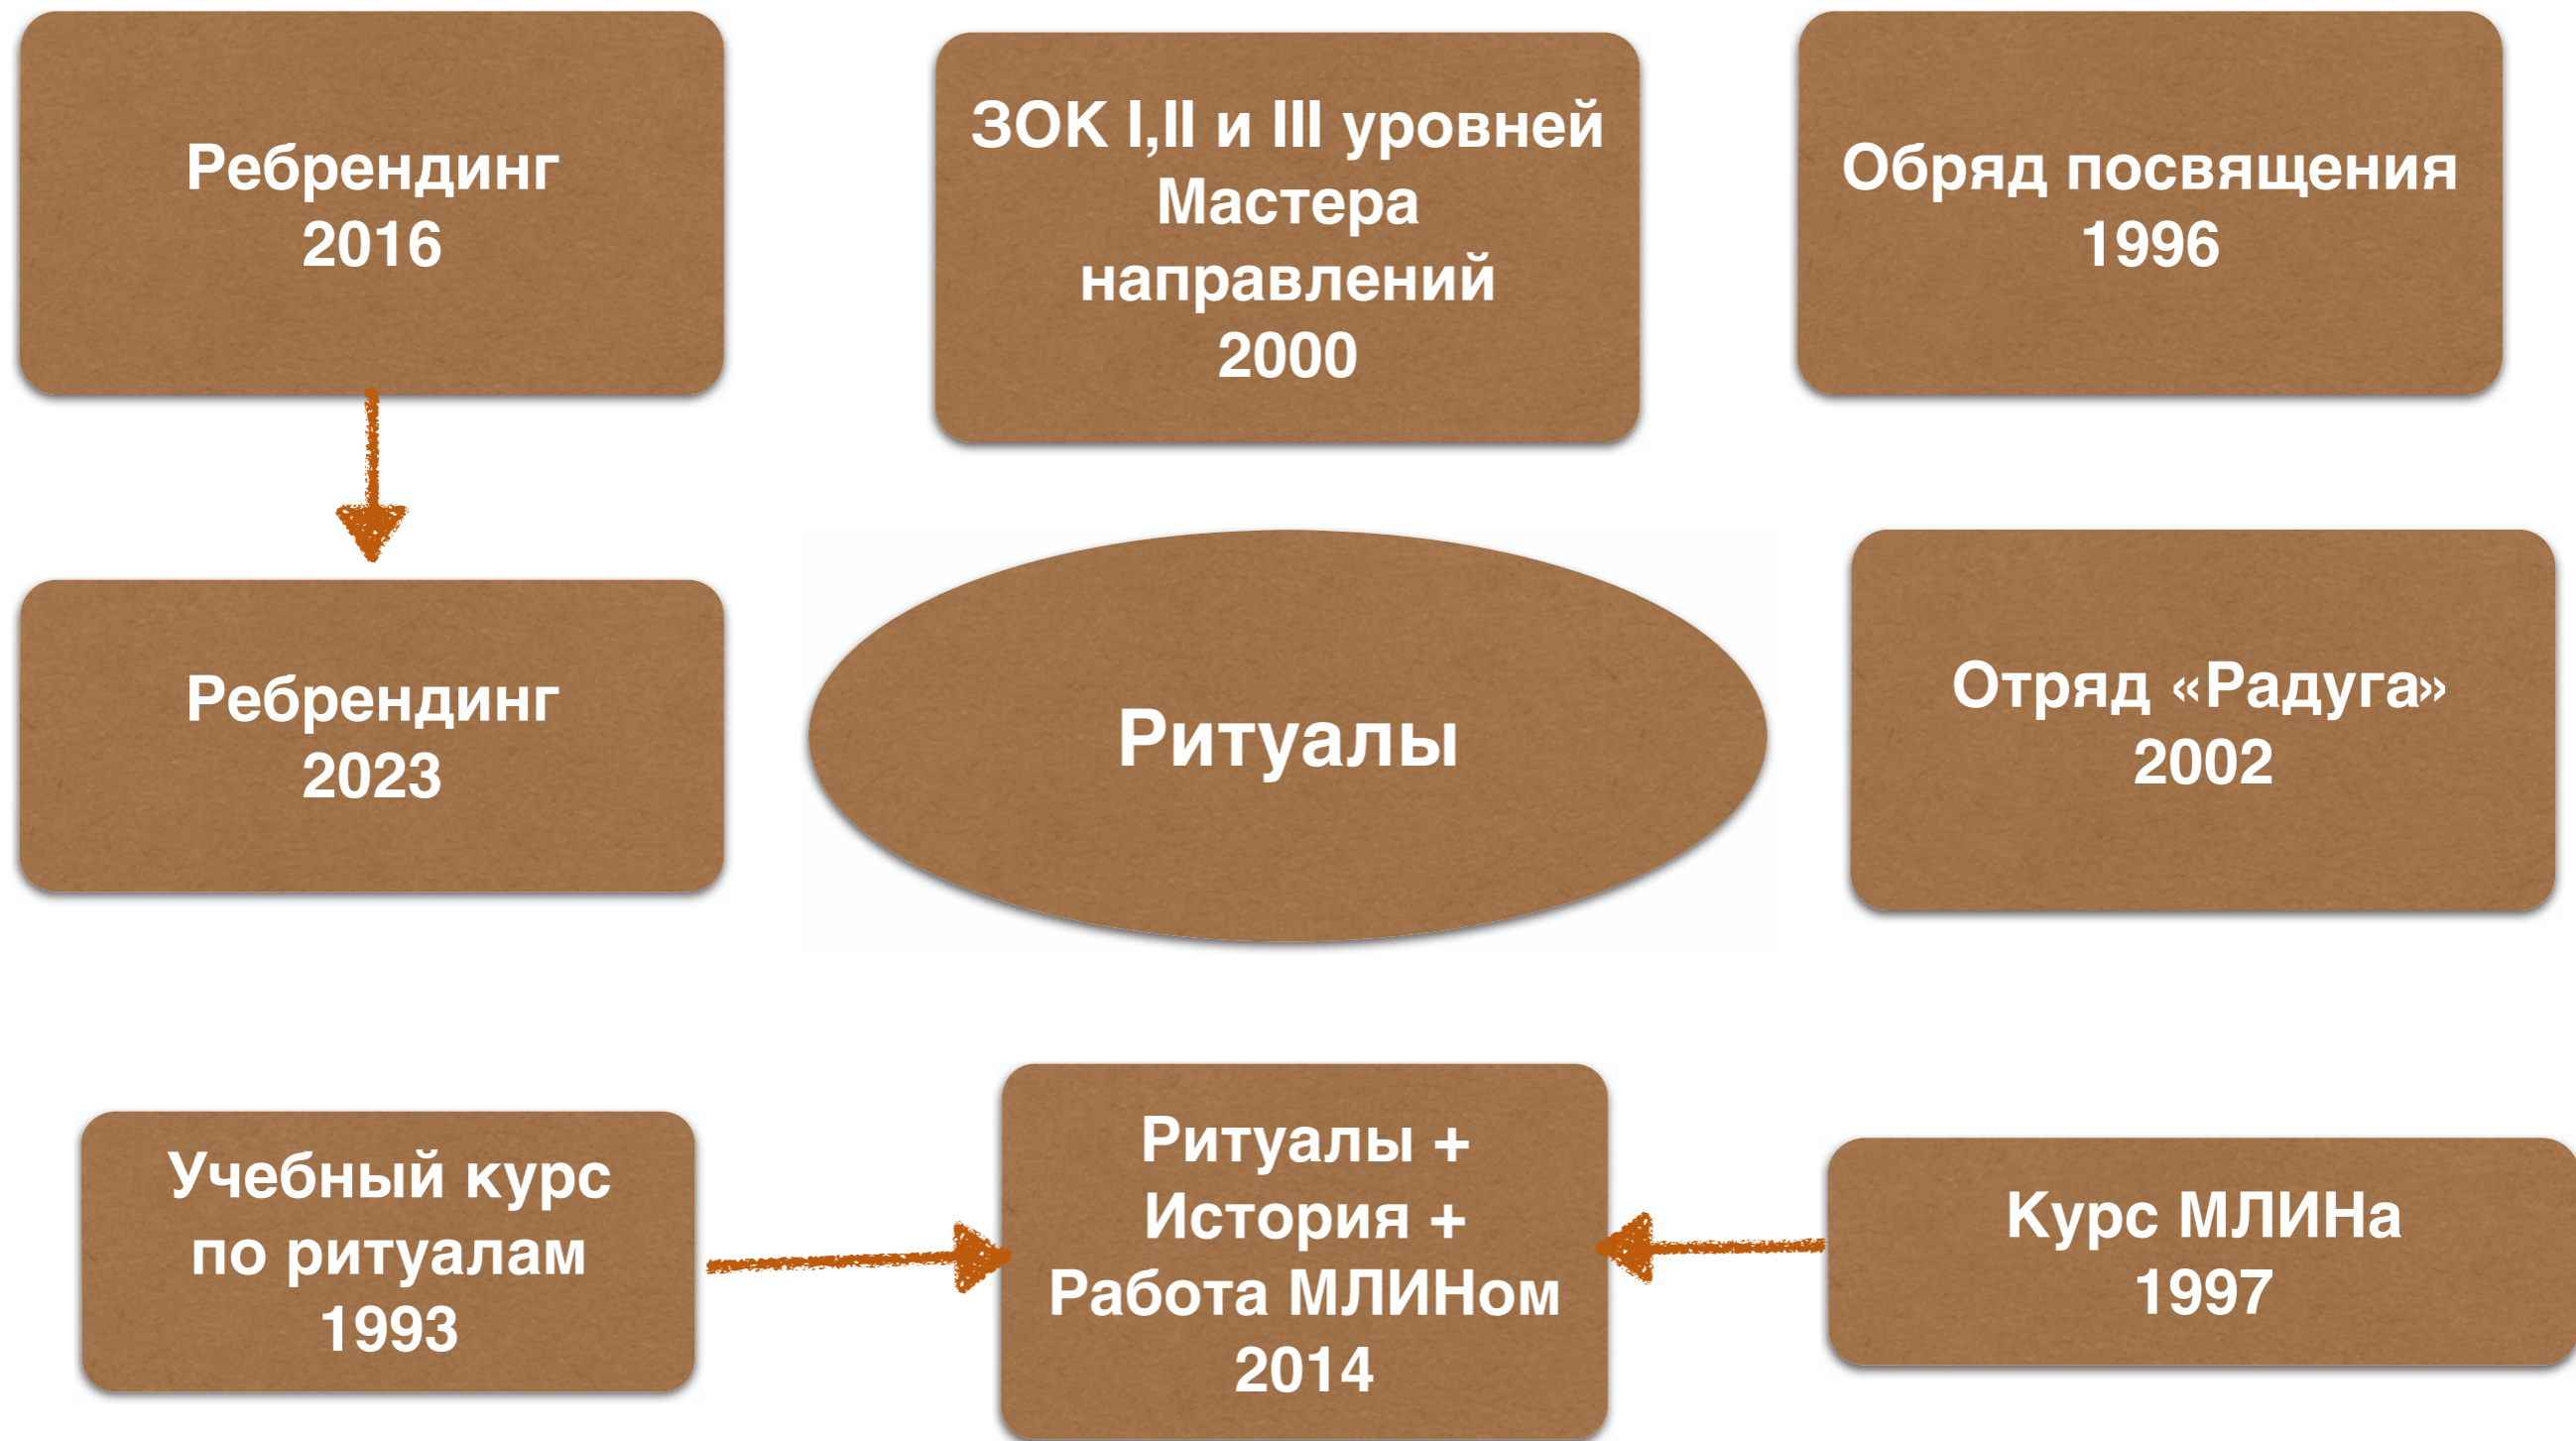 Ребрендинг
2016
ЗОК I,II и III уровней
Мастера
направлений
2000
Обряд посвящения
1996
Ребрендинг
2023
Ритуалы
Отряд «Радуга»
2002
Учебный курс
по ритуалам
1993
Ритуалы +
История +
Работа МЛИНом
2014
Курс МЛИНа
1997